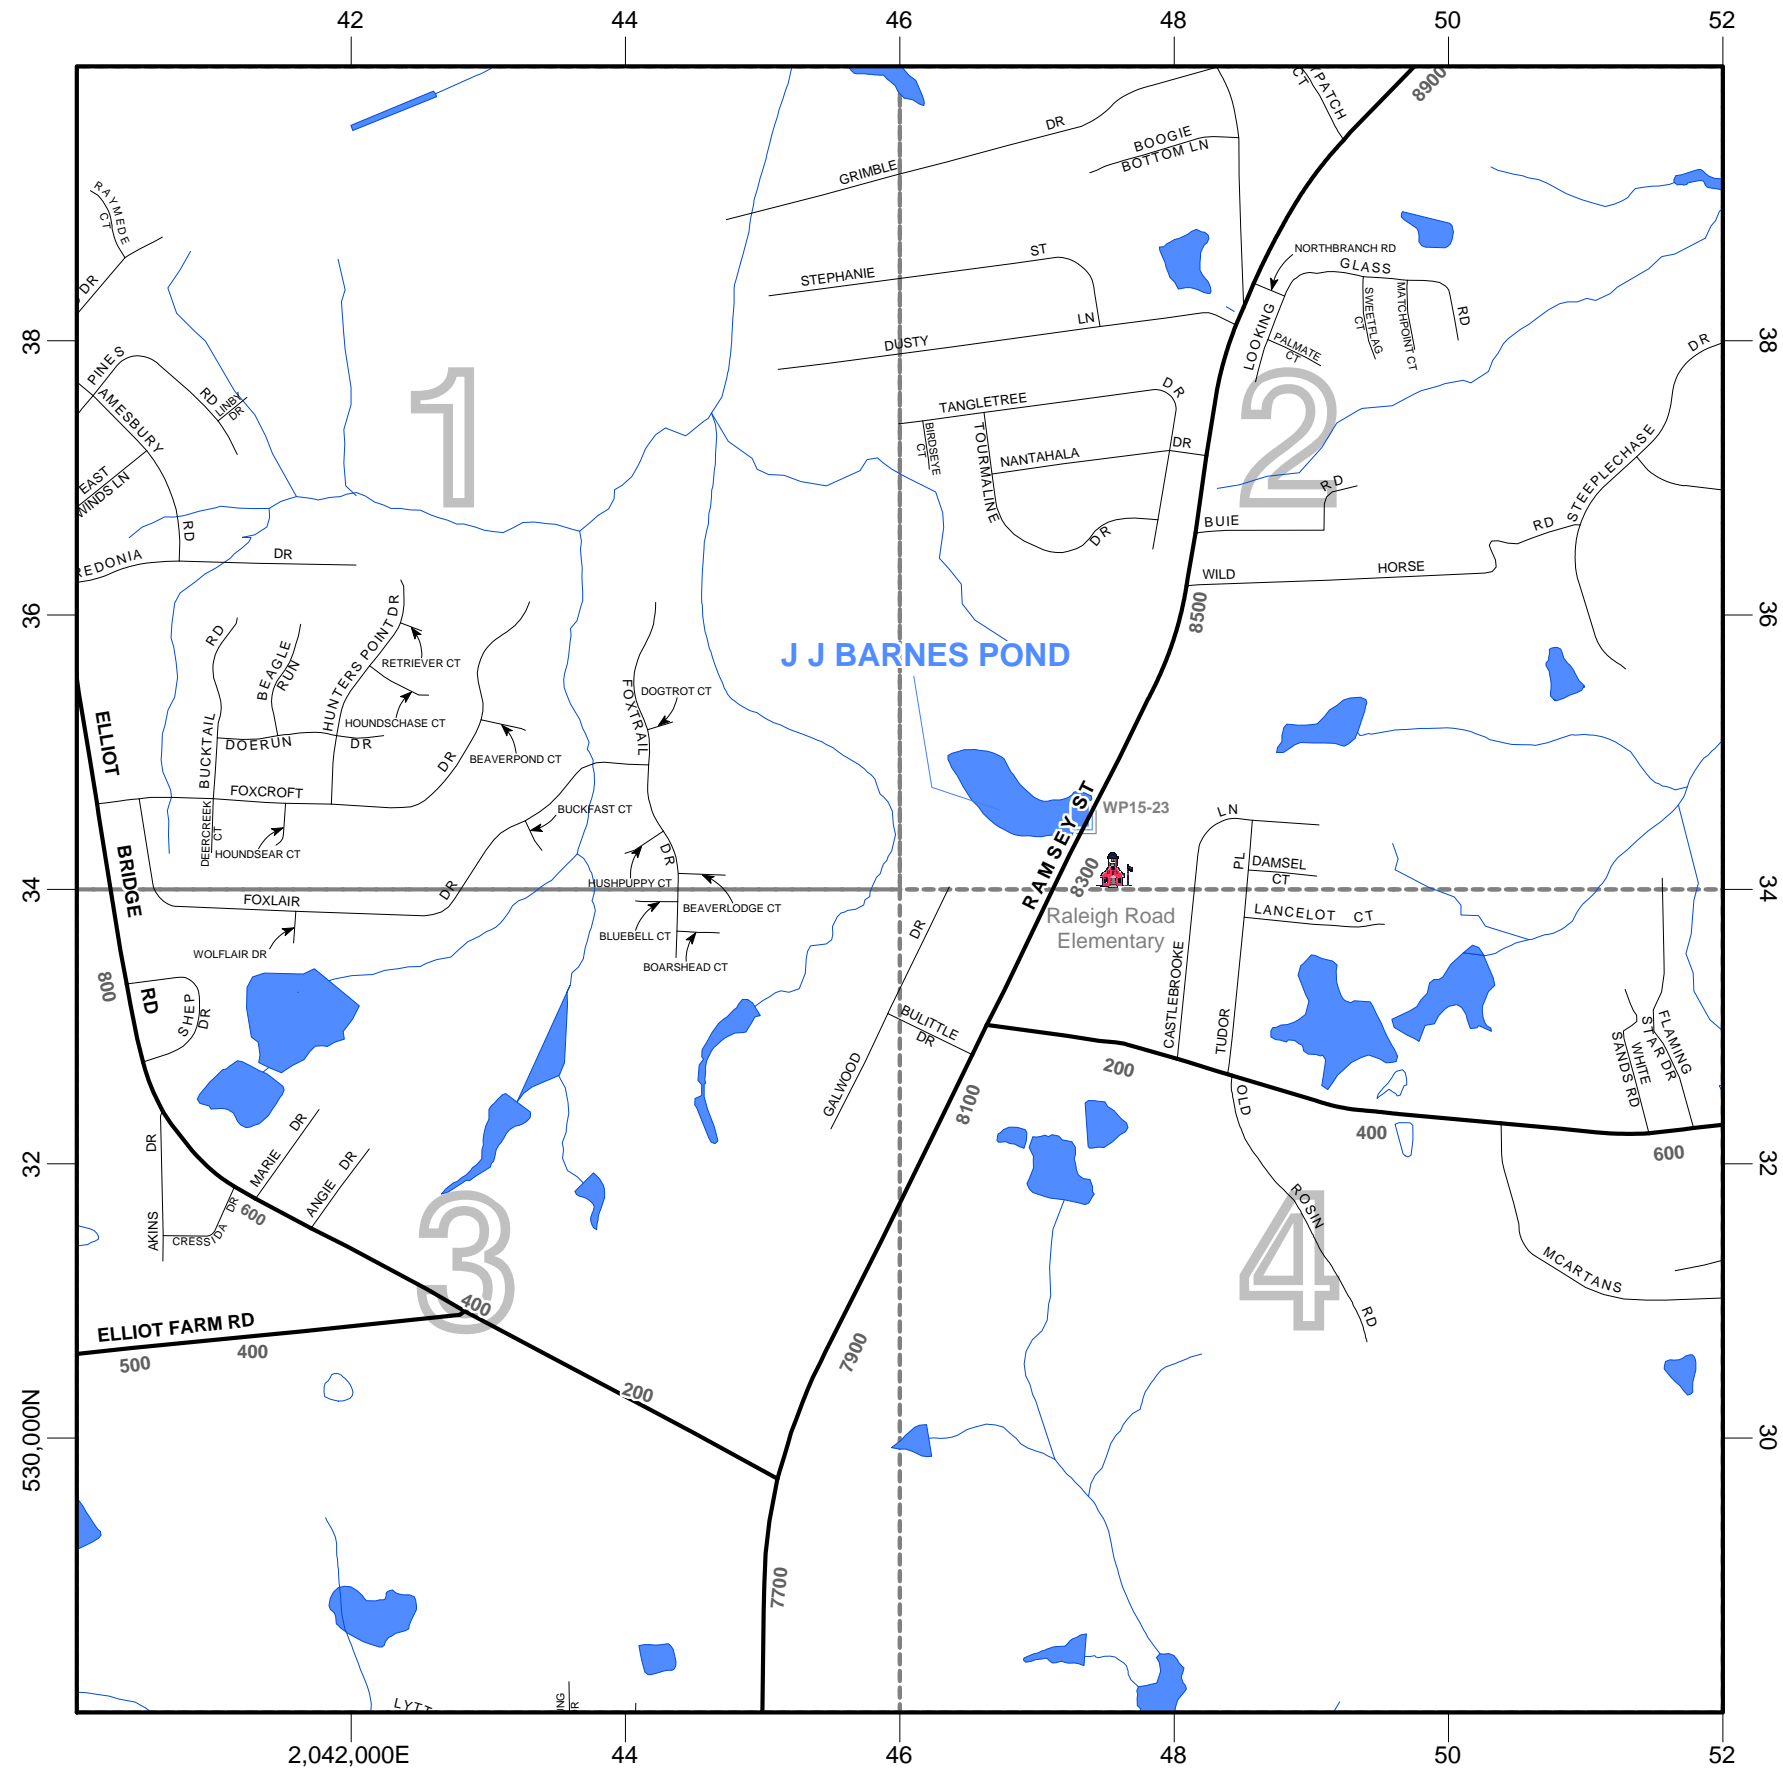 42 44 46 48 50 52
8900
YPATCH
CT
DR
GRIMBLE
BOOGIE
BOTTOM LN
RAYMEDE
CT
DR
NORTHBRANCH RD
GLASS
RD
SWEETFLAG
CT
MATCHPOINT CT
LOOKING
PALMATE
CT
STEPHANIE ST
DUSTY LN
38
38
PINES
RD
LINBY
DR
AMESBURY
RD
EAST
WINDS LN
1
2
TANGLETREE DR
BIRDSEYE
CT
TOURMALINE
DR
NANTAHALA DR
STEEPLECHASE
DR
BUIE RD
WILD HORSE RD
REDONIA DR
36
36
8500
J J BARNES POND
RD
BUCKTAIL
BEAGLE
RUN
HUNTERS POINT DR
RETRIEVER CT
HOUNDSCHASE CT
DOERUN DR
FOXTRAIL
DR
DOGTROT CT
BEAVERPOND CT
ELLIOT
BRIDGE
RD
FOXCROFT
DR
BUCKFAST CT
DEERCREEK
CT
HOUNDSEAR CT
HUSHPUPPY CT
BEAVERLODGE CT
BLUEBELL CT
BOARSHEAD CT
FOXLAIR
DR
WOLFLAIR DR
RAMSEY ST
WP15-23
8300
Raleigh Road
Elementary
LN
CASTLEBROOKE
PL
TUDOR
DAMSEL
CT
LANCELOT CT
34
34
800
SHEP
DR
GALWOOD
DR
BULITTLE
DR
8100
200
OLD
ROSIN
RD
400
600
FLAMING
STAR DR
WHITE
SANDS RD
MCARTANS
32
32
AKINS
DR
CRESSIDA DR
MARIE DR
ANGIE DR
600
3
4
400
ELLIOT FARM RD
500
400
200
7900
530,000N
30
7700
LYTT
UNG
R
2,042,000E 44 46 48 50 52